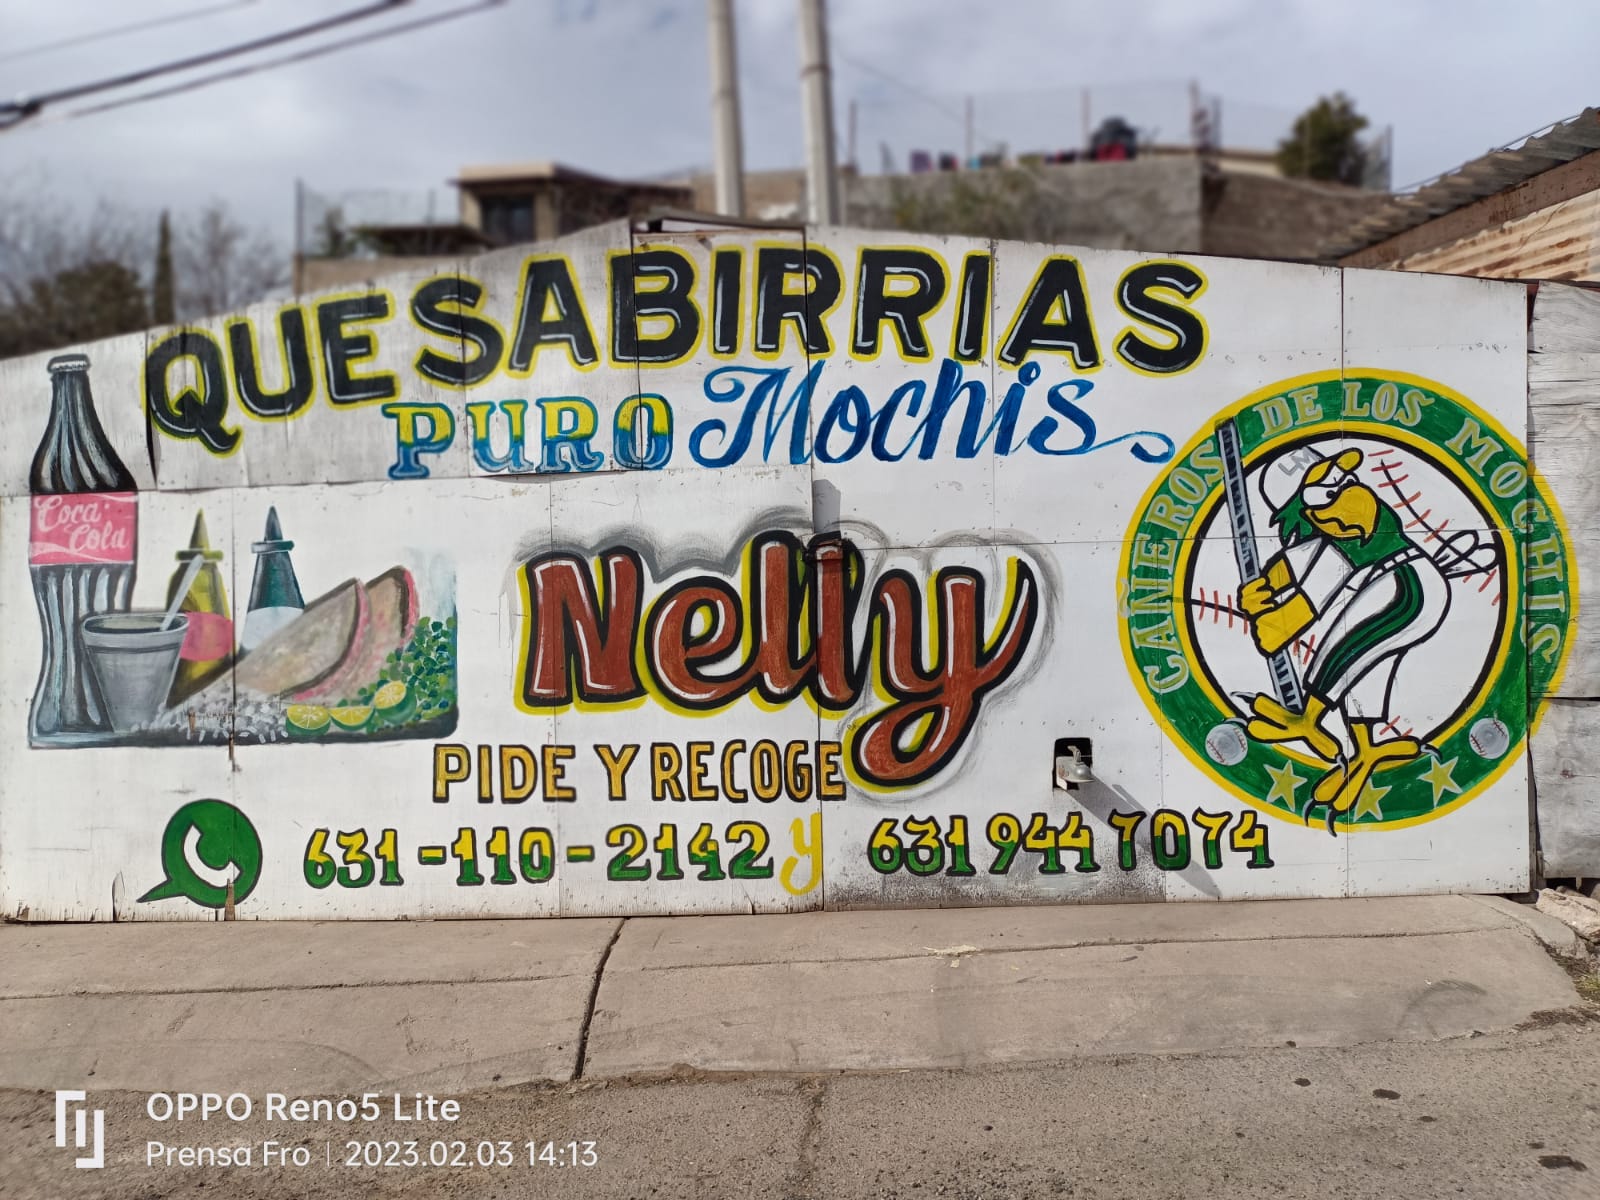 QUESABIRRIAS
PURO Mochis
Coca-Cola
Nelly
PIDE Y RECOGE
631-110-2142 y 631 944 7074
CAÑEROS DE LOS MOCHIS
LM
OPPO Reno5 Lite
Prensa Fro | 2023.02.03 14:13